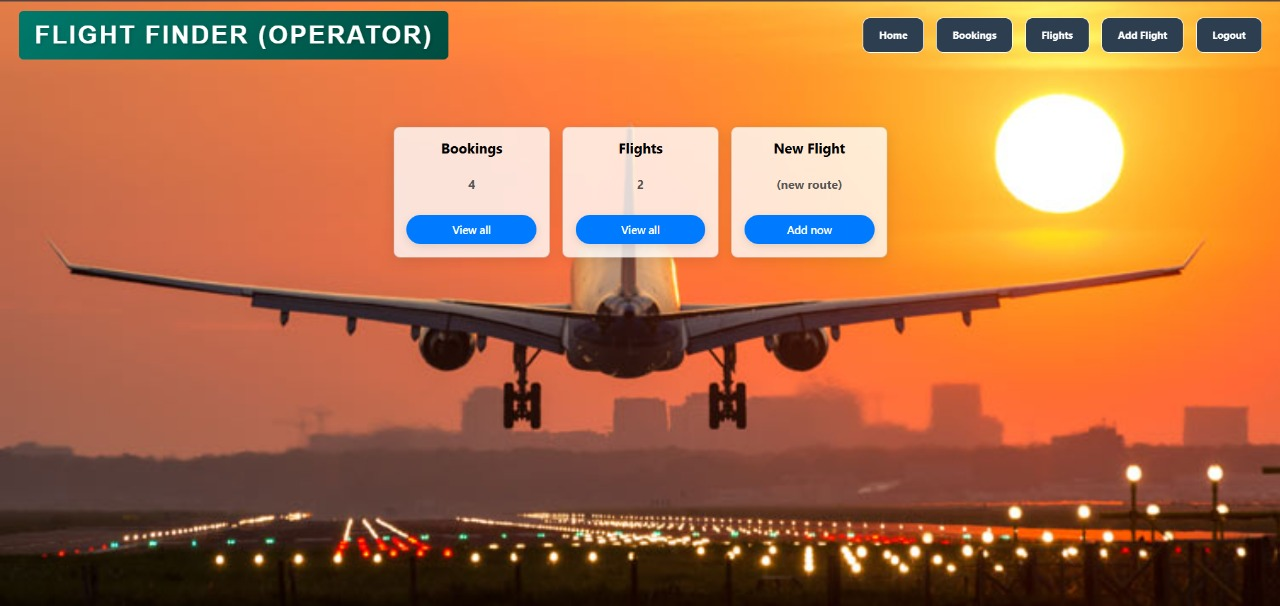 FLIGHT FINDER (OPERATOR)
Home Bookings Flights Add Flight Logout
Bookings Flights New Flight
4 2 (new route)
View all View all Add now